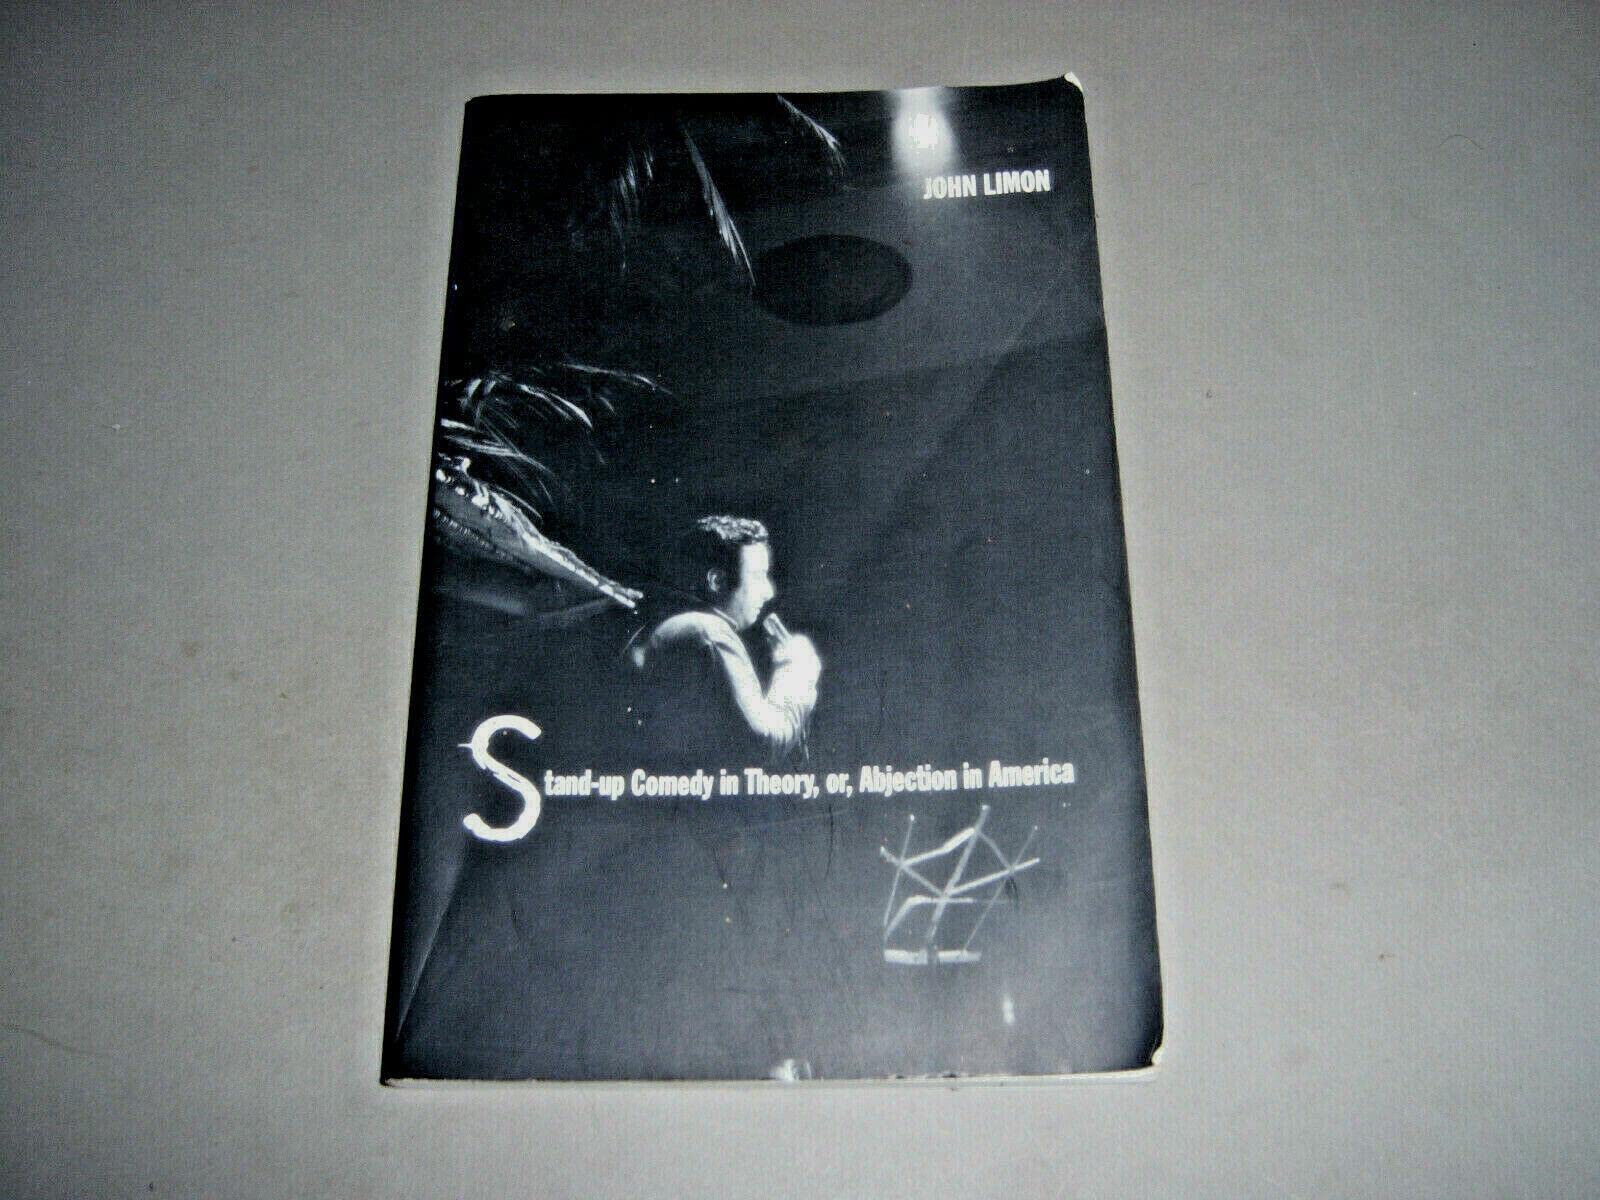 JOHN LIMON
Stand-up Comedy in Theory, or, Abjection in America